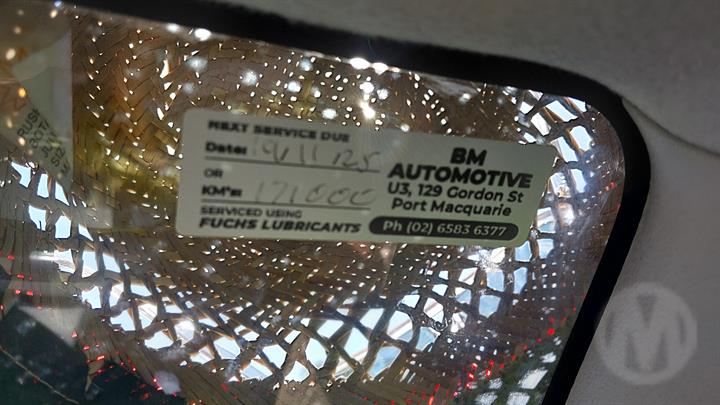 NEXT SERVICE DUE
Date: 19/11/25
OR
KM's: 171000
SERVICED USING
FUCHS LUBRICANTS
BM
AUTOMOTIVE
U3, 129 Gordon St
Port Macquarie
Ph (02) 6583 6377
M